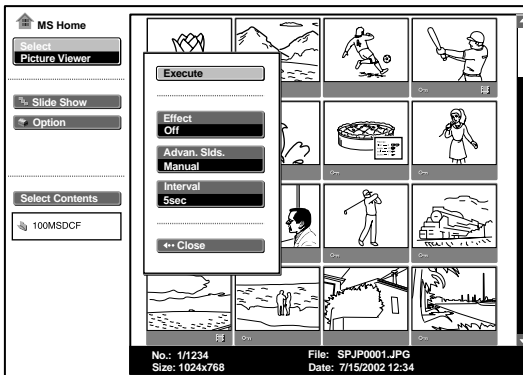 MS Home
Select
Picture Viewer
Slide Show
Option
Select Contents
100MSDCF
Execute
Effect
Off
Advan. Slds.
Manual
Interval
5sec
Close
No.: 1/1234
File: SPJP0001.JPG
Size: 1024x768
Date: 7/15/2002 12:34